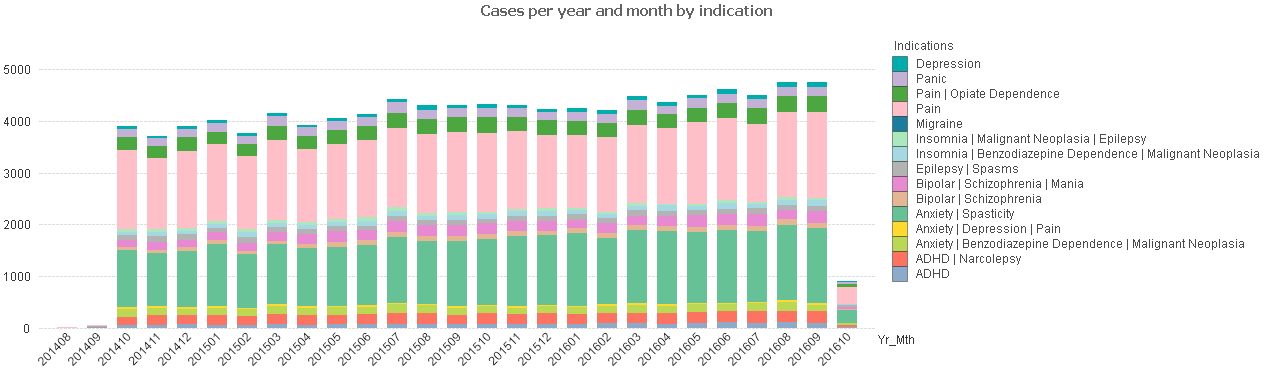 Cases per year and month by indication
Indications
Depression
Panic
Pain | Opiate Dependence
Pain
Migraine
Insomnia | Malignant Neoplasia | Epilepsy
Insomnia | Benzodiazepine Dependence | Malignant Neoplasia
Epilepsy | Spasms
Bipolar | Schizophrenia | Mania
Bipolar | Schizophrenia
Anxiety | Spasticity
Anxiety | Depression | Pain
Anxiety | Benzodiazepine Dependence | Malignant Neoplasia
ADHD | Narcolepsy
ADHD
5000
4000
3000
2000
1000
0
201408 201409 201410 201411 201412 201501 201502 201503 201504 201505 201506 201507 201508 201509 201510 201511 201512 201601 201602 201603 201604 201605 201606 201607 201608 201609 201610
Yr_Mth